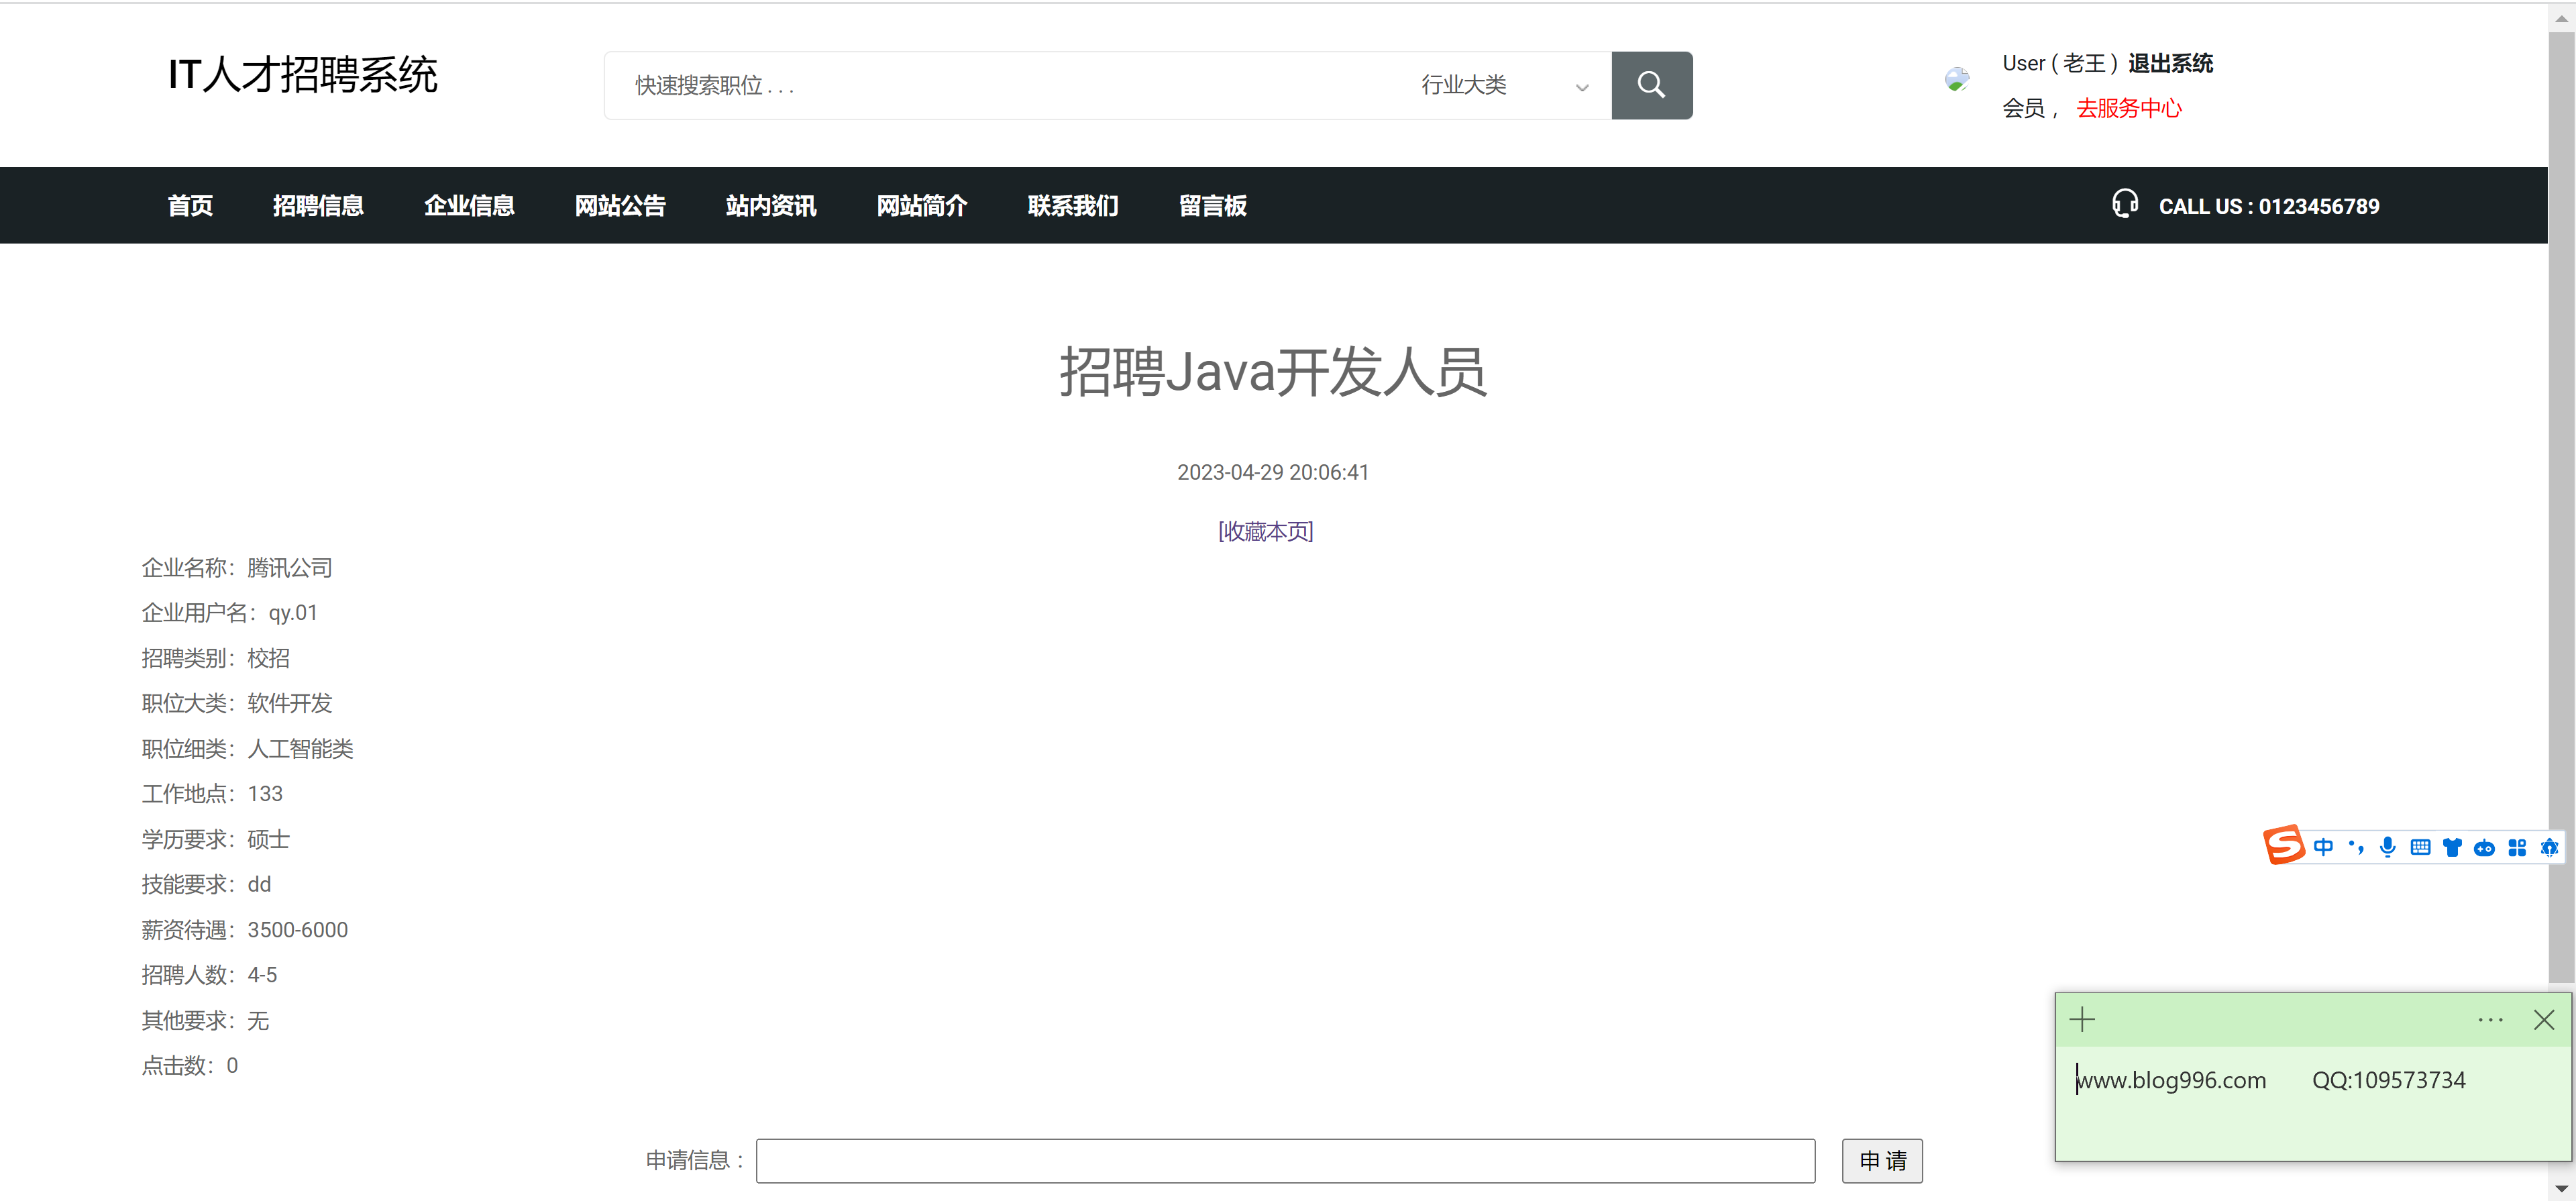 IT人才招聘系统
快速搜索职位 . . .
行业大类
User ( 老王 ) 退出系统
会员， 去服务中心
首页 招聘信息 企业信息 网站公告 站内资讯 网站简介 联系我们 留言板
CALL US : 0123456789
招聘Java开发人员
2023-04-29 20:06:41
[收藏本页]
企业名称：腾讯公司
企业用户名：qy.01
招聘类别：校招
职位大类：软件开发
职位细类：人工智能类
工作地点：133
学历要求：硕士
技能要求：dd
薪资待遇：3500-6000
招聘人数：4-5
其他要求：无
点击数：0
中
www.blog996.com QQ:109573734
申请信息： 申 请